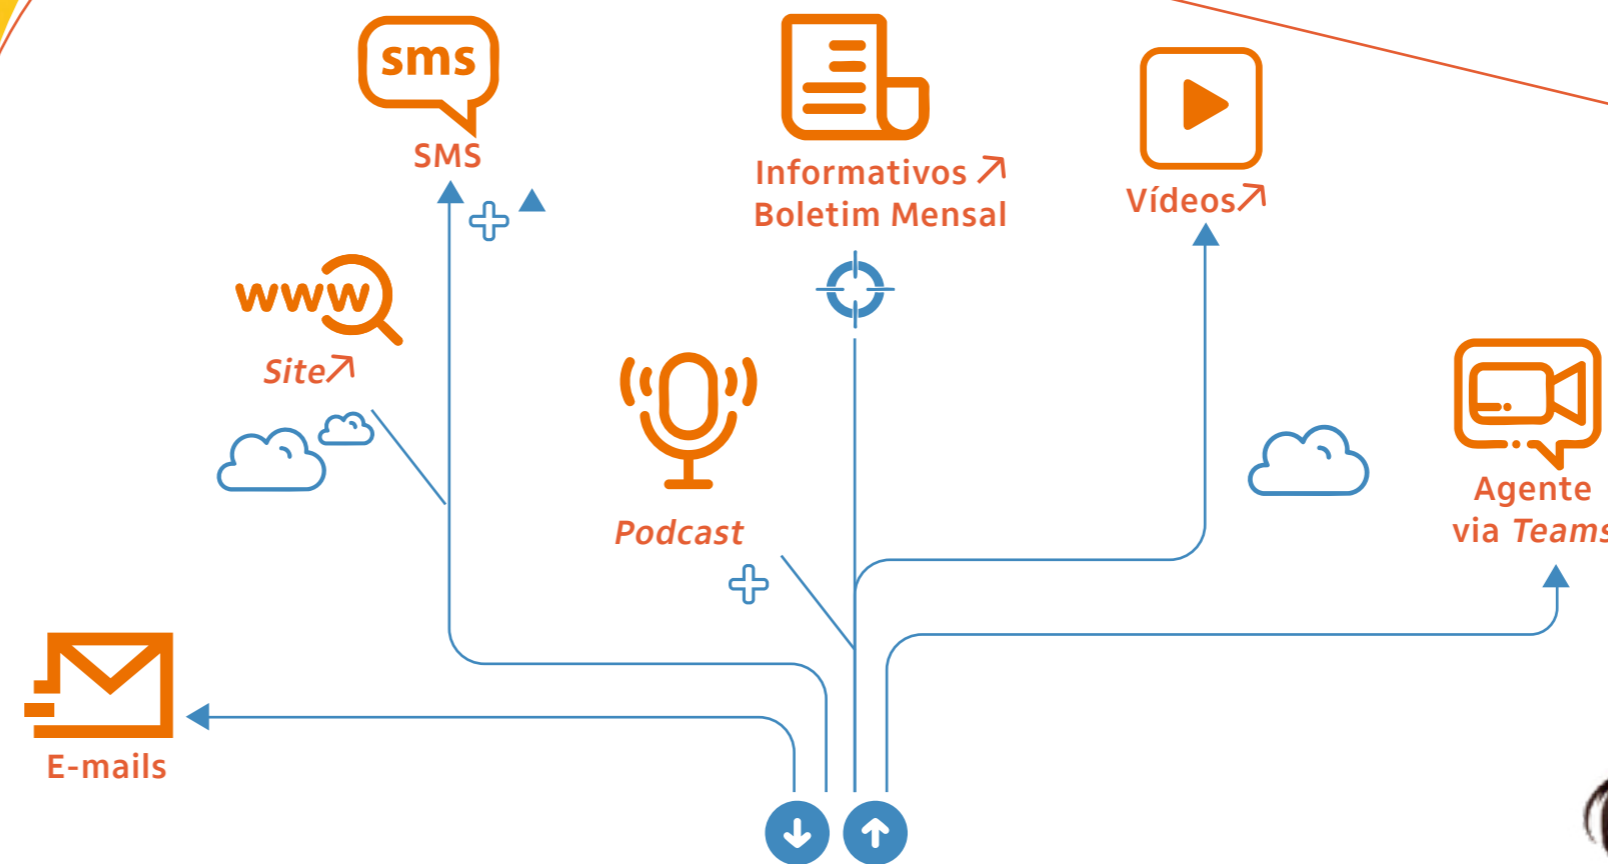 sms
SMS
Informativos
Boletim Mensal
Vídeos
www
Site
Podcast
Agente
via Teams
E-mails